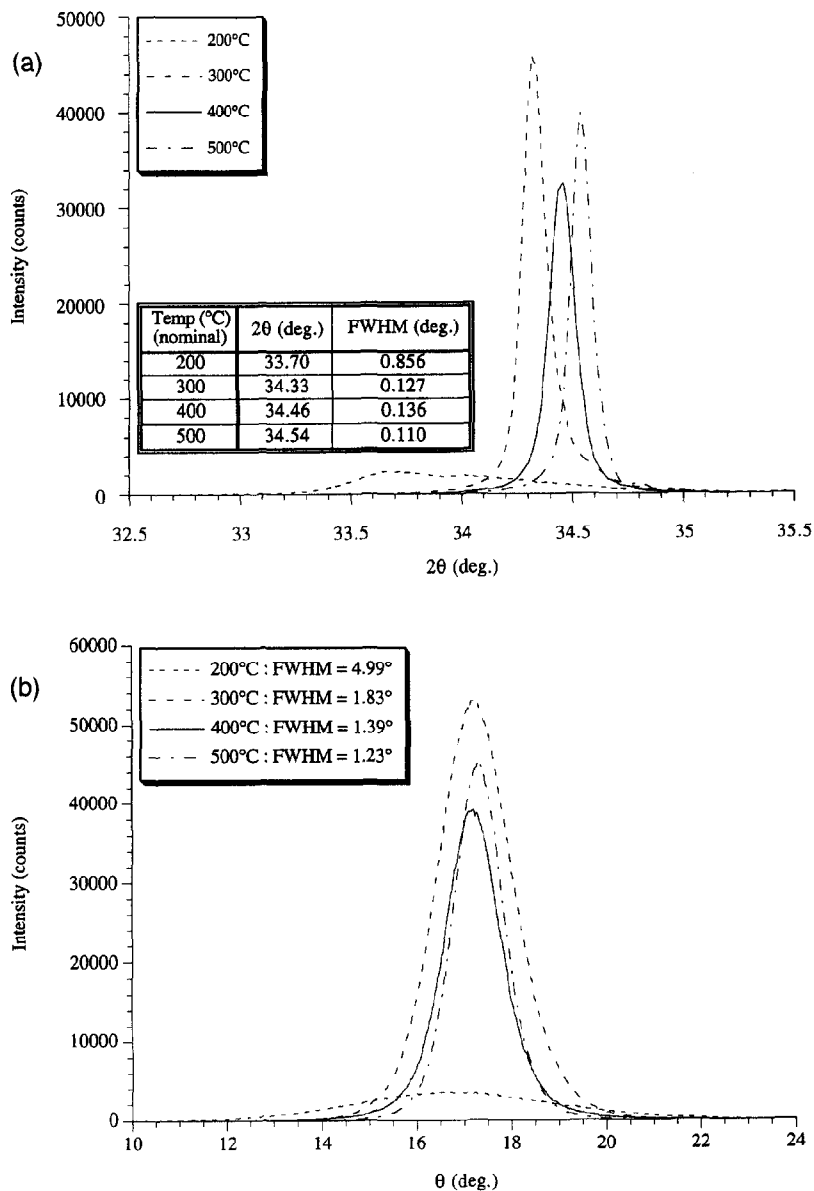 (a)
50000
40000
30000
20000
10000
0
Intensity (counts)
200°C
300°C
400°C
500°C
Temp (°C) (nominal) 2θ (deg.) FWHM (deg.)
200 33.70 0.856
300 34.33 0.127
400 34.46 0.136
500 34.54 0.110
32.5 33 33.5 34 34.5 35 35.5
2θ (deg.)
(b)
60000
50000
40000
30000
20000
10000
0
Intensity (counts)
200°C : FWHM = 4.99°
300°C : FWHM = 1.83°
400°C : FWHM = 1.39°
500°C : FWHM = 1.23°
10 12 14 16 18 20 22 24
θ (deg.)